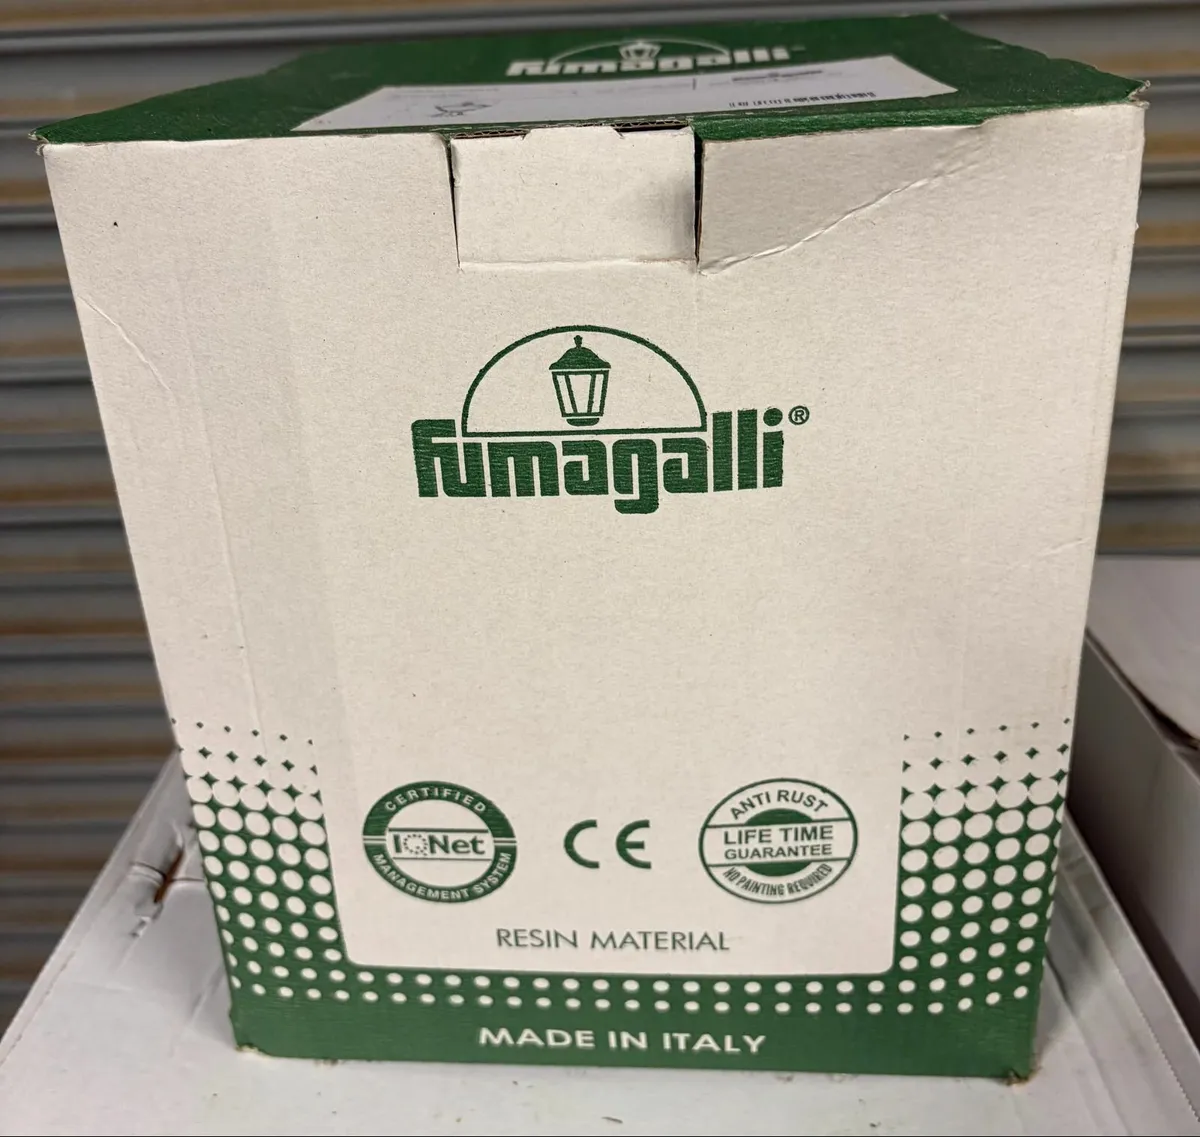 fumagalli
fumagalli®
CERTIFIED
IQNet
MANAGEMENT SYSTEM
CE
ANTI RUST
LIFE TIME
GUARANTEE
NO PAINTING REQUIRED
RESIN MATERIAL
MADE IN ITALY